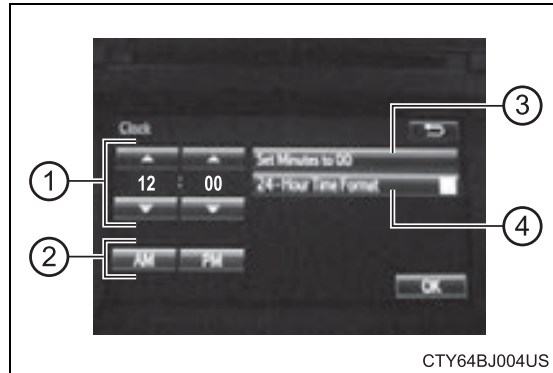 3
Clock
Set Minutes to 00
1
12 : 00
24-Hour Time Format
4
2
AM PM
OK
CTY64BJ004US